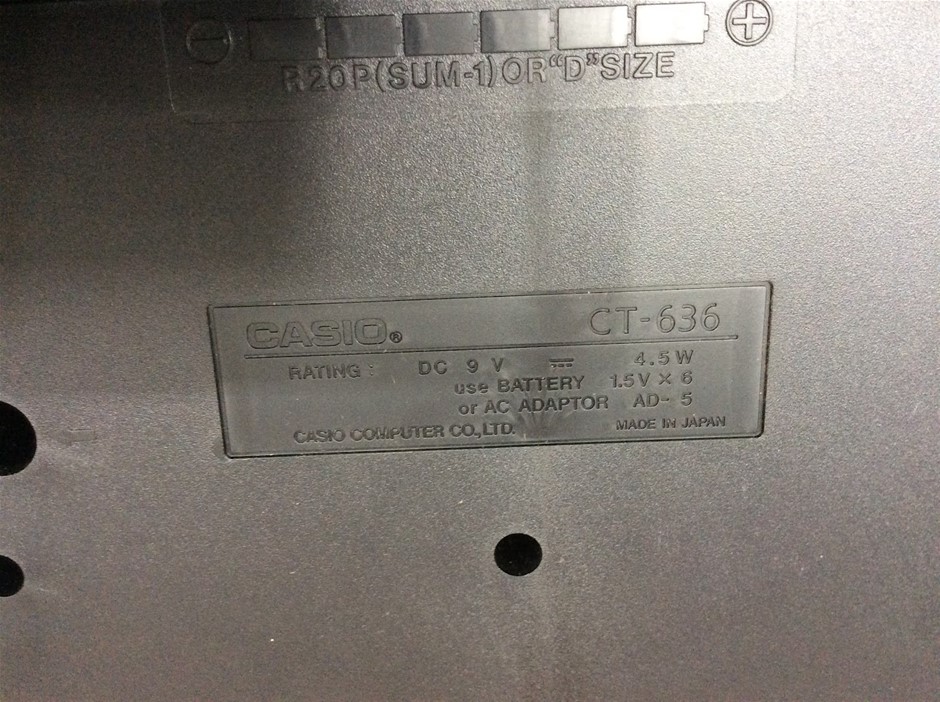 R20P(SUM-1)OR"D"SIZE
CASIO® CT-636
RATING : DC 9 V ⎓ 4.5W
use BATTERY 1.5V × 6
or AC ADAPTOR AD-5
CASIO COMPUTER CO.,LTD. MADE IN JAPAN